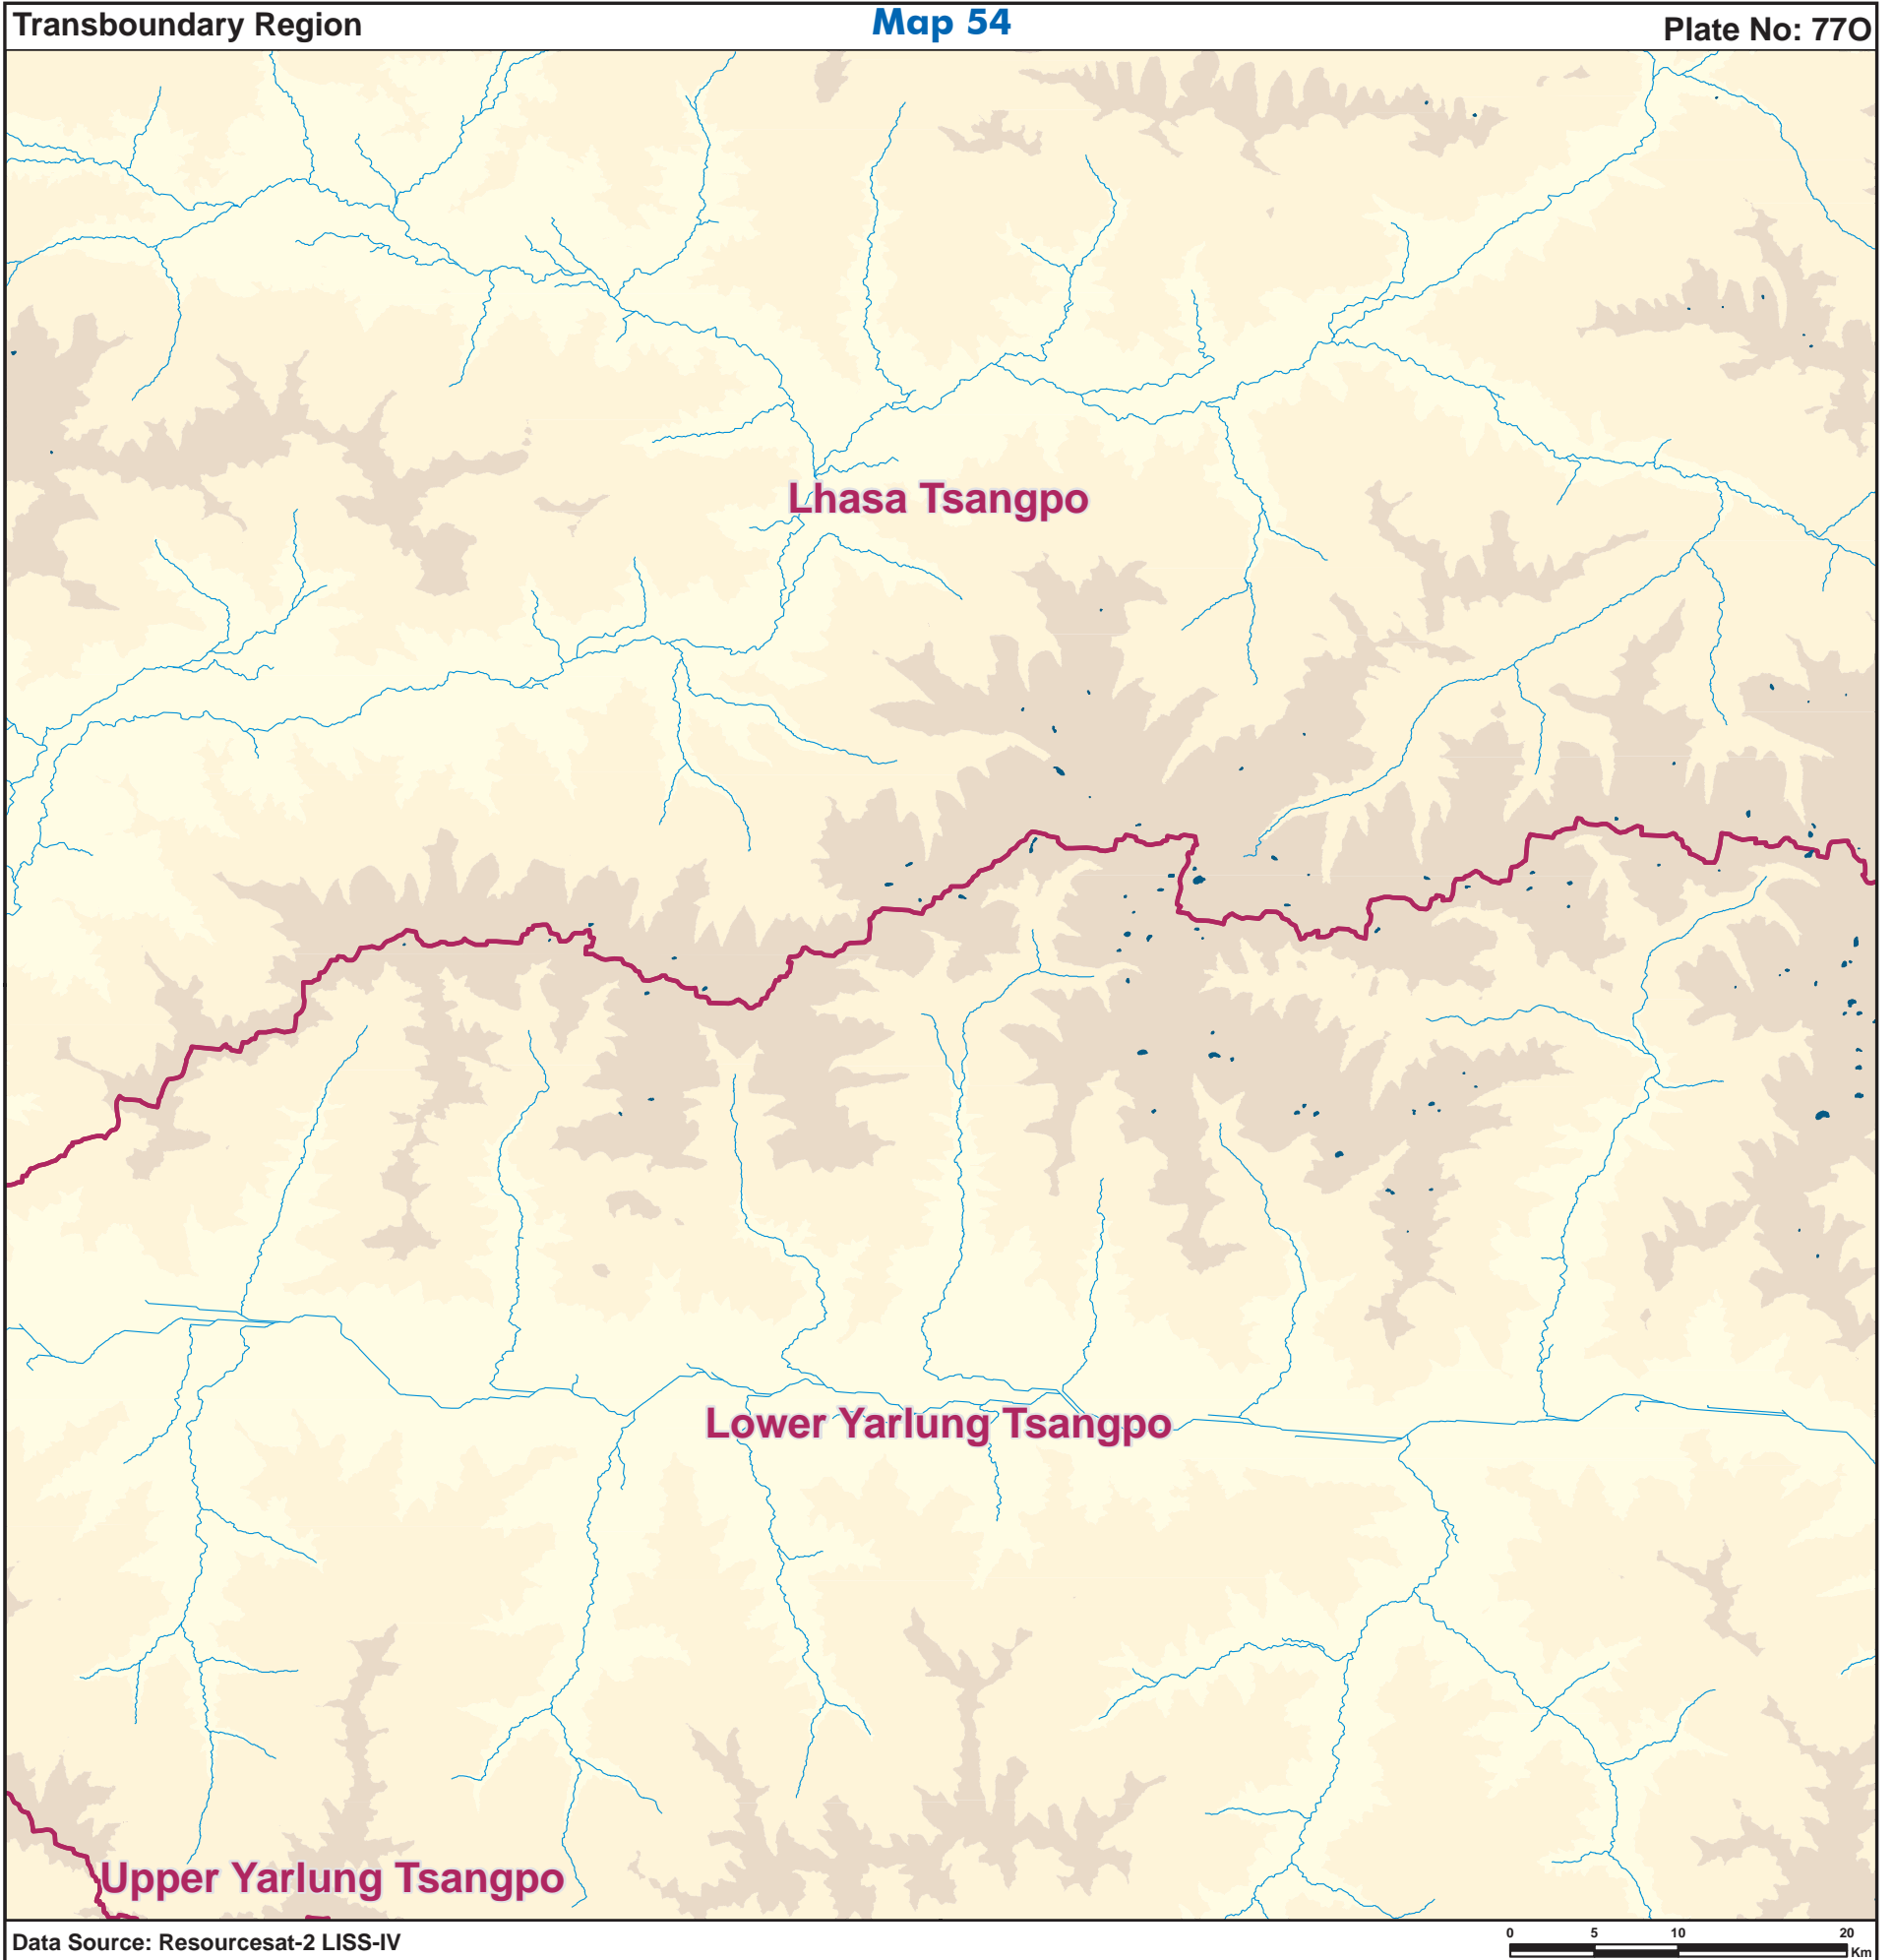 Transboundary Region
Map 54
Plate No: 77O
Lhasa Tsangpo
Lower Yarlung Tsangpo
Upper Yarlung Tsangpo
Data Source: Resourcesat-2 LISS-IV
0 5 10 20
Km